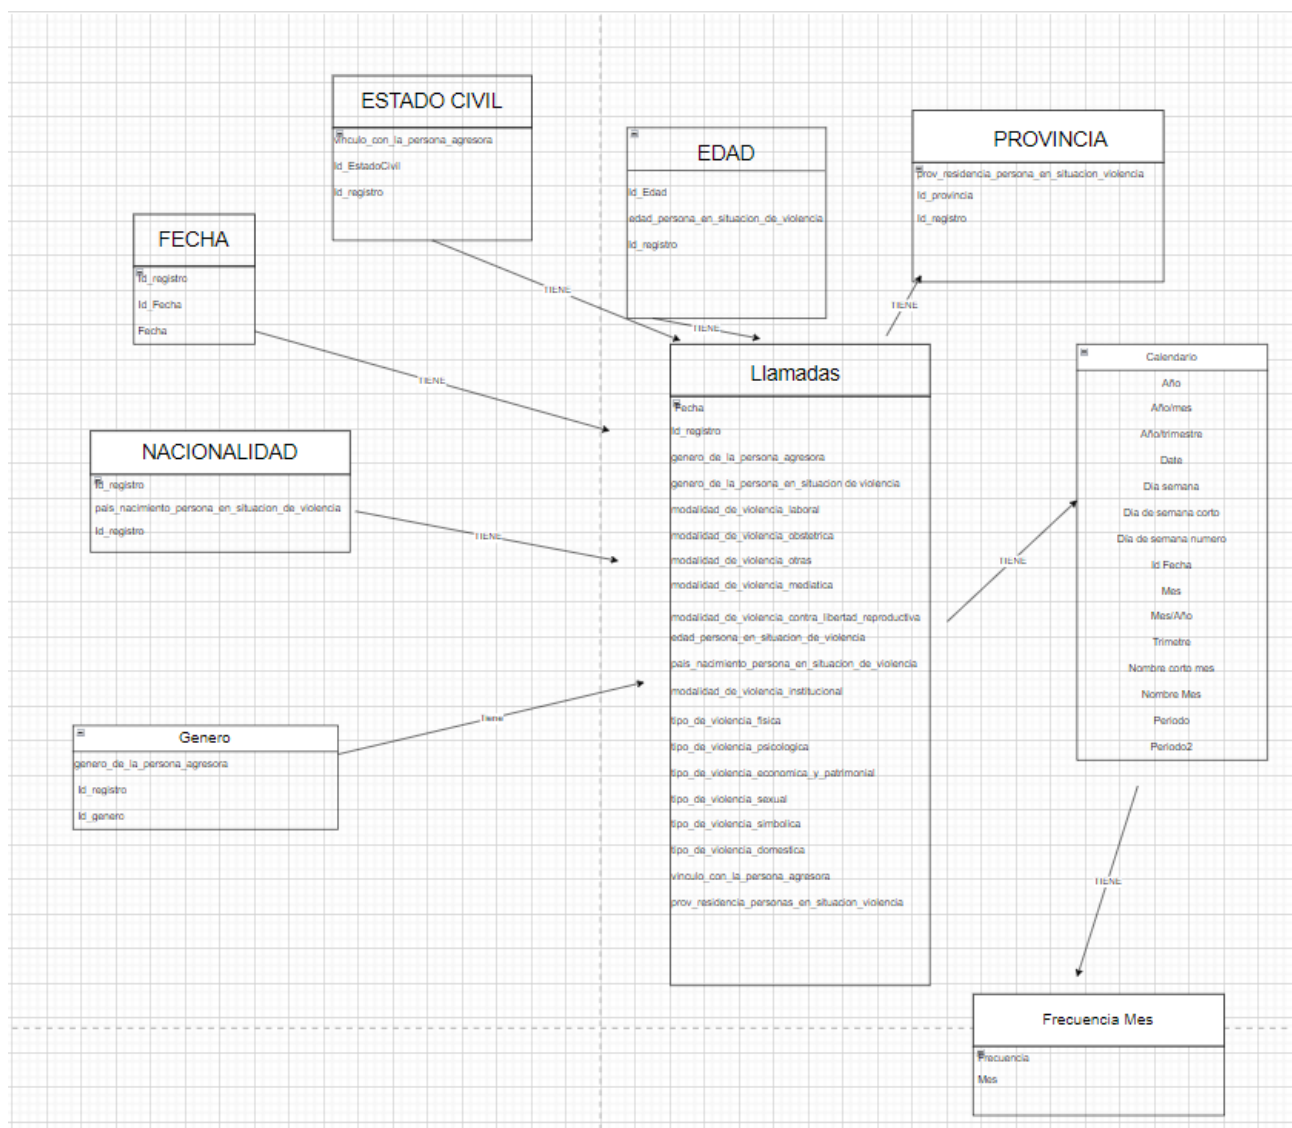 ESTADO CIVIL
vinculo_con_la_persona_agresora
Id_EstadoCivil
Id_registro
EDAD
Id_Edad
edad_persona_en_situacion_de_violencia
Id_registro
PROVINCIA
prov_residencia_persona_en_situacion_violencia
Id_provincia
Id_registro
FECHA
Id_registro
Id_Fecha
Fecha
TIENE
TIENE
TIENE
TIENE
NACIONALIDAD
Id_registro
pais_nacimiento_persona_en_situacion_de_violencia
Id_registro
TIENE
Genero
genero_de_la_persona_agresora
Id_registro
Id_genero
Tiene
Llamadas
Fecha
Id_registro
genero_de_la_persona_agresora
genero_de_la_persona_en_situacion de violencia
modalidad_de_violencia_laboral
modalidad_de_violencia_obstetrica
modalidad_de_violencia_otras
modalidad_de_violencia_mediatica
modalidad_de_violencia_contra_libertad_reproductiva
edad_persona_en_situacion_de_violencia
pais_nacimiento_persona_en_situacion_de_violencia
modalidad_de_violencia_institucional
tipo_de_violencia_fisica
tipo_de_violencia_psicologica
tipo_de_violencia_economica_y_patrimonial
tipo_de_violencia_sexual
tipo_de_violencia_simbolica
tipo_de_violencia_domestica
vinculo_con_la_persona_agresora
prov_residencia_personas_en_situacion_violencia
TIENE
Calendario
Año
Año/mes
Año/trimestre
Date
Dia semana
Dia de semana corto
Dia de semana numero
Id Fecha
Mes
Mes/Año
Trimetre
Nombre corto mes
Nombre Mes
Periodo
Periodo2
TIENE
Frecuencia Mes
Frecuencia
Mes